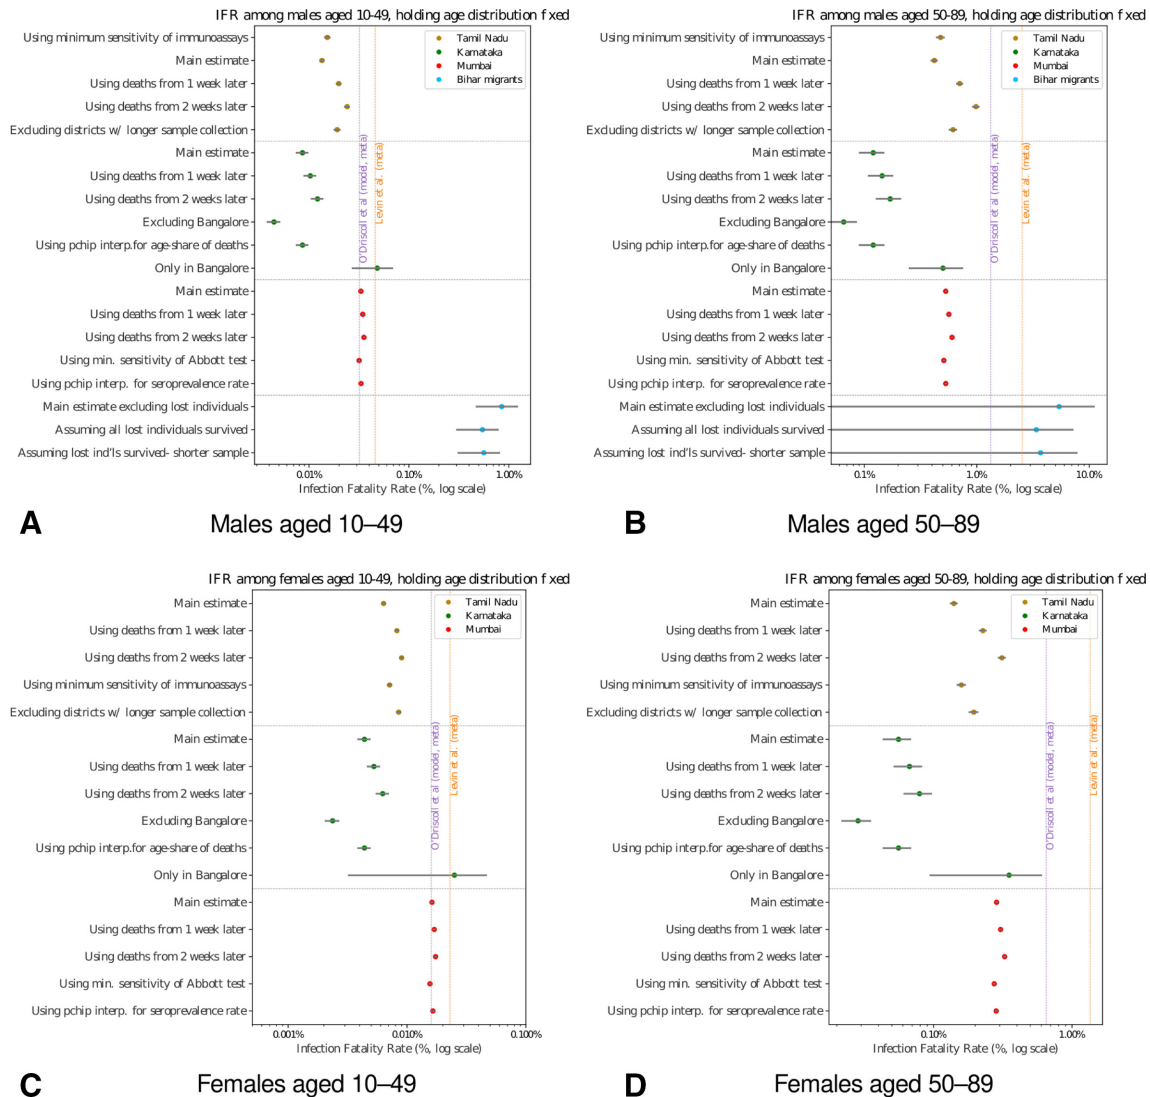 IFR among males aged 10-49, holding age distribution f xed
Using minimum sensitivity of immunoassays
Main estimate
Using deaths from 1 week later
Using deaths from 2 weeks later
Excluding districts w/ longer sample collection
Main estimate
Using deaths from 1 week later
Using deaths from 2 weeks later
Excluding Bangalore
Using pchip interp.for age-share of deaths
Only in Bangalore
Main estimate
Using deaths from 1 week later
Using deaths from 2 weeks later
Using min. sensitivity of Abbott test
Using pchip interp. for seroprevalence rate
Main estimate excluding lost individuals
Assuming all lost individuals survived
Assuming lost ind'ls survived- shorter sample
Tamil Nadu
Karnataka
Mumbai
Bihar migrants
O'Driscoll et al (model, meta)
Levin et al. (meta)
0.01% 0.10% 1.00%
Infection Fatality Rate (%, log scale)
A Males aged 10–49
IFR among males aged 50-89, holding age distribution f xed
Using minimum sensitivity of immunoassays
Main estimate
Using deaths from 1 week later
Using deaths from 2 weeks later
Excluding districts w/ longer sample collection
Main estimate
Using deaths from 1 week later
Using deaths from 2 weeks later
Excluding Bangalore
Using pchip interp.for age-share of deaths
Only in Bangalore
Main estimate
Using deaths from 1 week later
Using deaths from 2 weeks later
Using min. sensitivity of Abbott test
Using pchip interp. for seroprevalence rate
Main estimate excluding lost individuals
Assuming all lost individuals survived
Assuming lost ind'ls survived- shorter sample
Tamil Nadu
Karnataka
Mumbai
Bihar migrants
O'Driscoll et al (model, meta)
Levin et al. (meta)
0.1% 1.0% 10.0%
Infection Fatality Rate (%, log scale)
B Males aged 50–89
IFR among females aged 10-49, holding age distribution f xed
Main estimate
Using deaths from 1 week later
Using deaths from 2 weeks later
Using minimum sensitivity of immunoassays
Excluding districts w/ longer sample collection
Main estimate
Using deaths from 1 week later
Using deaths from 2 weeks later
Excluding Bangalore
Using pchip interp.for age-share of deaths
Only in Bangalore
Main estimate
Using deaths from 1 week later
Using deaths from 2 weeks later
Using min. sensitivity of Abbott test
Using pchip interp. for seroprevalence rate
Tamil Nadu
Karnataka
Mumbai
O'Driscoll et al (model, meta)
Levin et al. (meta)
0.001% 0.010% 0.100%
Infection Fatality Rate (%, log scale)
C Females aged 10–49
IFR among females aged 50-89, holding age distribution f xed
Main estimate
Using deaths from 1 week later
Using deaths from 2 weeks later
Using minimum sensitivity of immunoassays
Excluding districts w/ longer sample collection
Main estimate
Using deaths from 1 week later
Using deaths from 2 weeks later
Excluding Bangalore
Using pchip interp.for age-share of deaths
Only in Bangalore
Main estimate
Using deaths from 1 week later
Using deaths from 2 weeks later
Using min. sensitivity of Abbott test
Using pchip interp. for seroprevalence rate
Tamil Nadu
Karnataka
Mumbai
O'Driscoll et al (model, meta)
Levin et al. (meta)
0.10% 1.00%
Infection Fatality Rate (%, log scale)
D Females aged 50–89